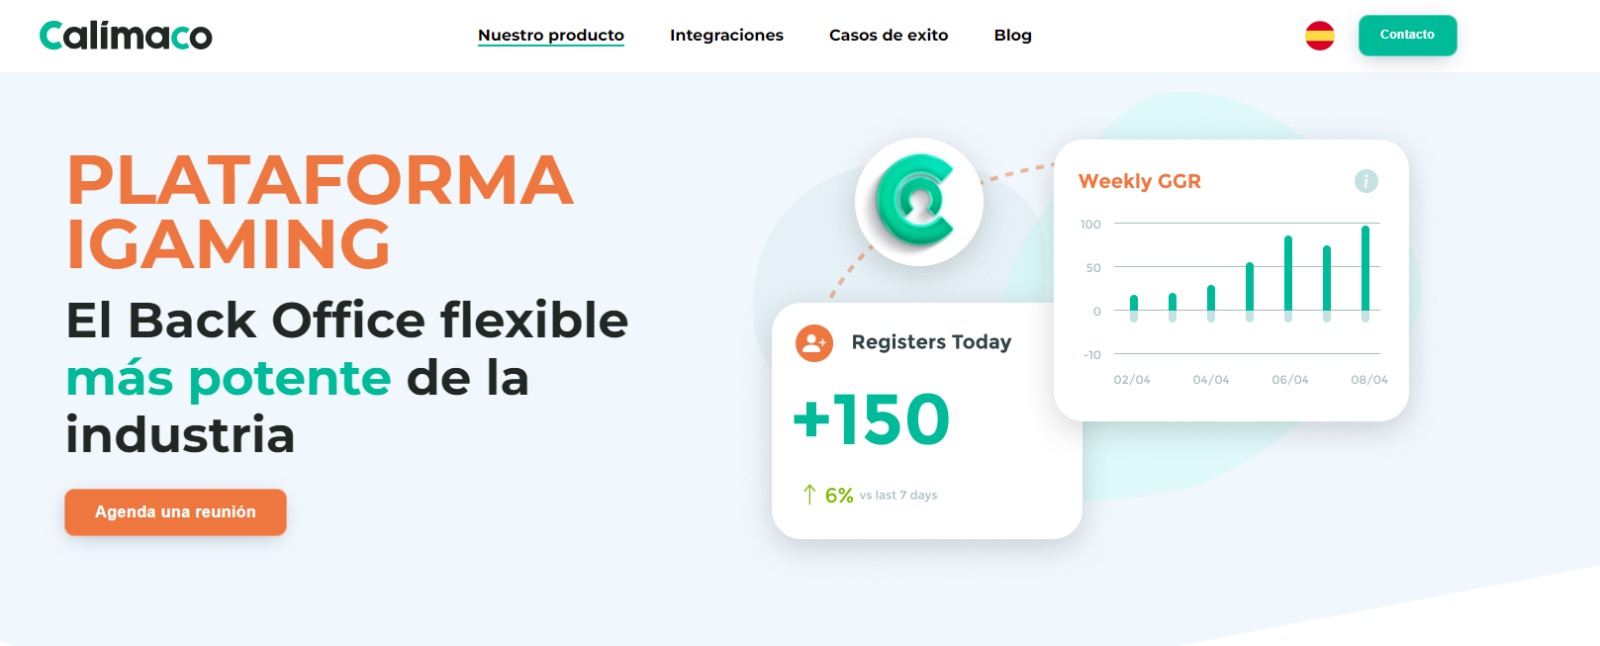 Calímaco
Nuestro producto
Integraciones
Casos de exito
Blog
Contacto
PLATAFORMA
IGAMING
El Back Office flexible
más potente de la
industria
Agenda una reunión
Registers Today
+150
6% vs last 7 days
Weekly GGR
i
100
50
0
-10
02/04
04/04
06/04
08/04